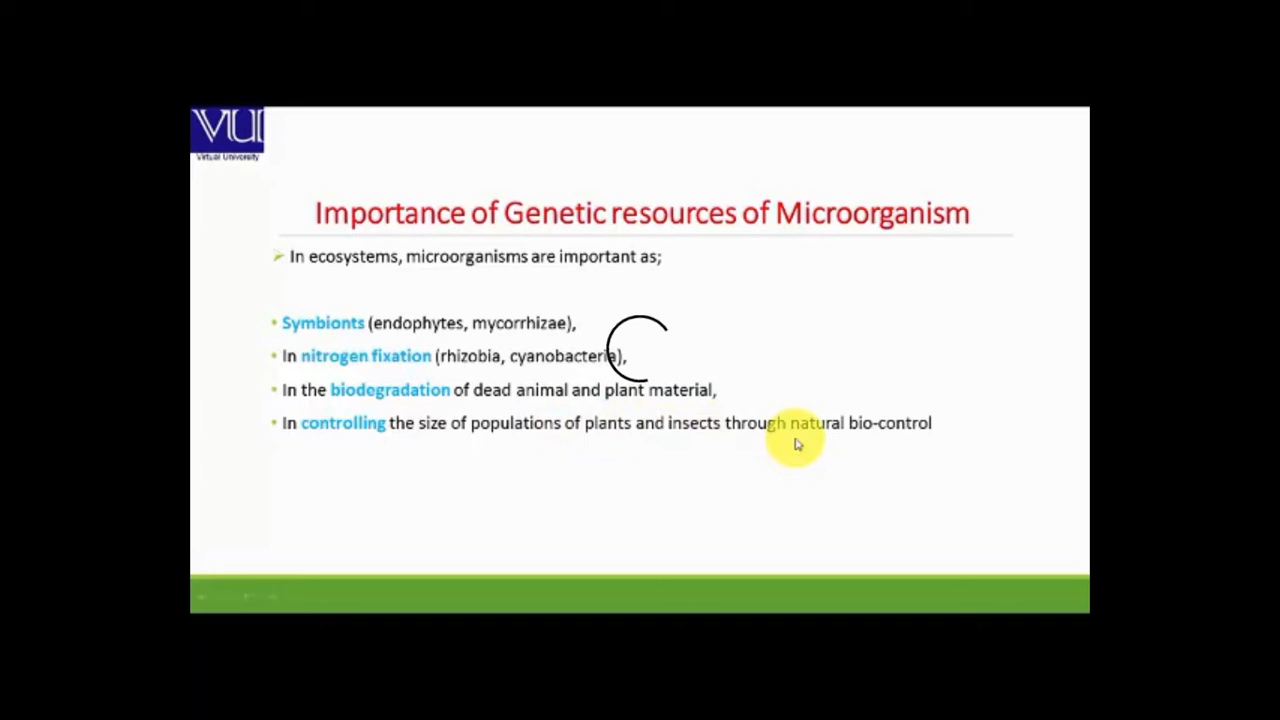 VU
Virtual University
Importance of Genetic resources of Microorganism
In ecosystems, microorganisms are important as;
Symbionts (endophytes, mycorrhizae),
In nitrogen fixation (rhizobia, cyanobacteria),
In the biodegradation of dead animal and plant material,
In controlling the size of populations of plants and insects through natural bio-control